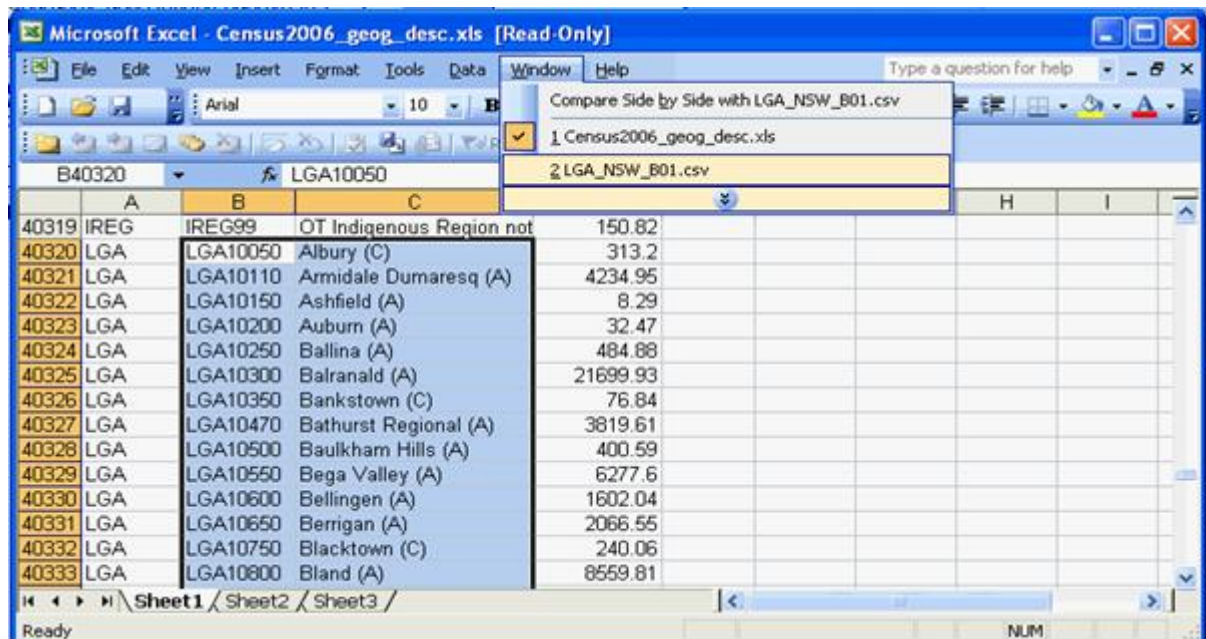 Microsoft Excel - Census2006_geog_desc.xls [Read-Only]
File Edit View Insert Format Tools Data Window Help Type a question for help
Arial 10 B
Compare Side by Side with LGA_NSW_B01.csv
1 Census2006_geog_desc.xls
2 LGA_NSW_B01.csv
B40320 fx LGA10050
A B C H I
40319 IREG IREG99 OT Indigenous Region not 150.82
40320 LGA LGA10050 Albury (C) 313.2
40321 LGA LGA10110 Armidale Dumaresq (A) 4234.95
40322 LGA LGA10150 Ashfield (A) 8.29
40323 LGA LGA10200 Auburn (A) 32.47
40324 LGA LGA10250 Ballina (A) 484.88
40325 LGA LGA10300 Balranald (A) 21699.93
40326 LGA LGA10350 Bankstown (C) 76.84
40327 LGA LGA10470 Bathurst Regional (A) 3819.61
40328 LGA LGA10500 Baulkham Hills (A) 400.59
40329 LGA LGA10550 Bega Valley (A) 6277.6
40330 LGA LGA10600 Bellingen (A) 1602.04
40331 LGA LGA10650 Berrigan (A) 2066.55
40332 LGA LGA10750 Blacktown (C) 240.06
40333 LGA LGA10800 Bland (A) 8559.81
Sheet1 Sheet2 Sheet3
Ready NUM